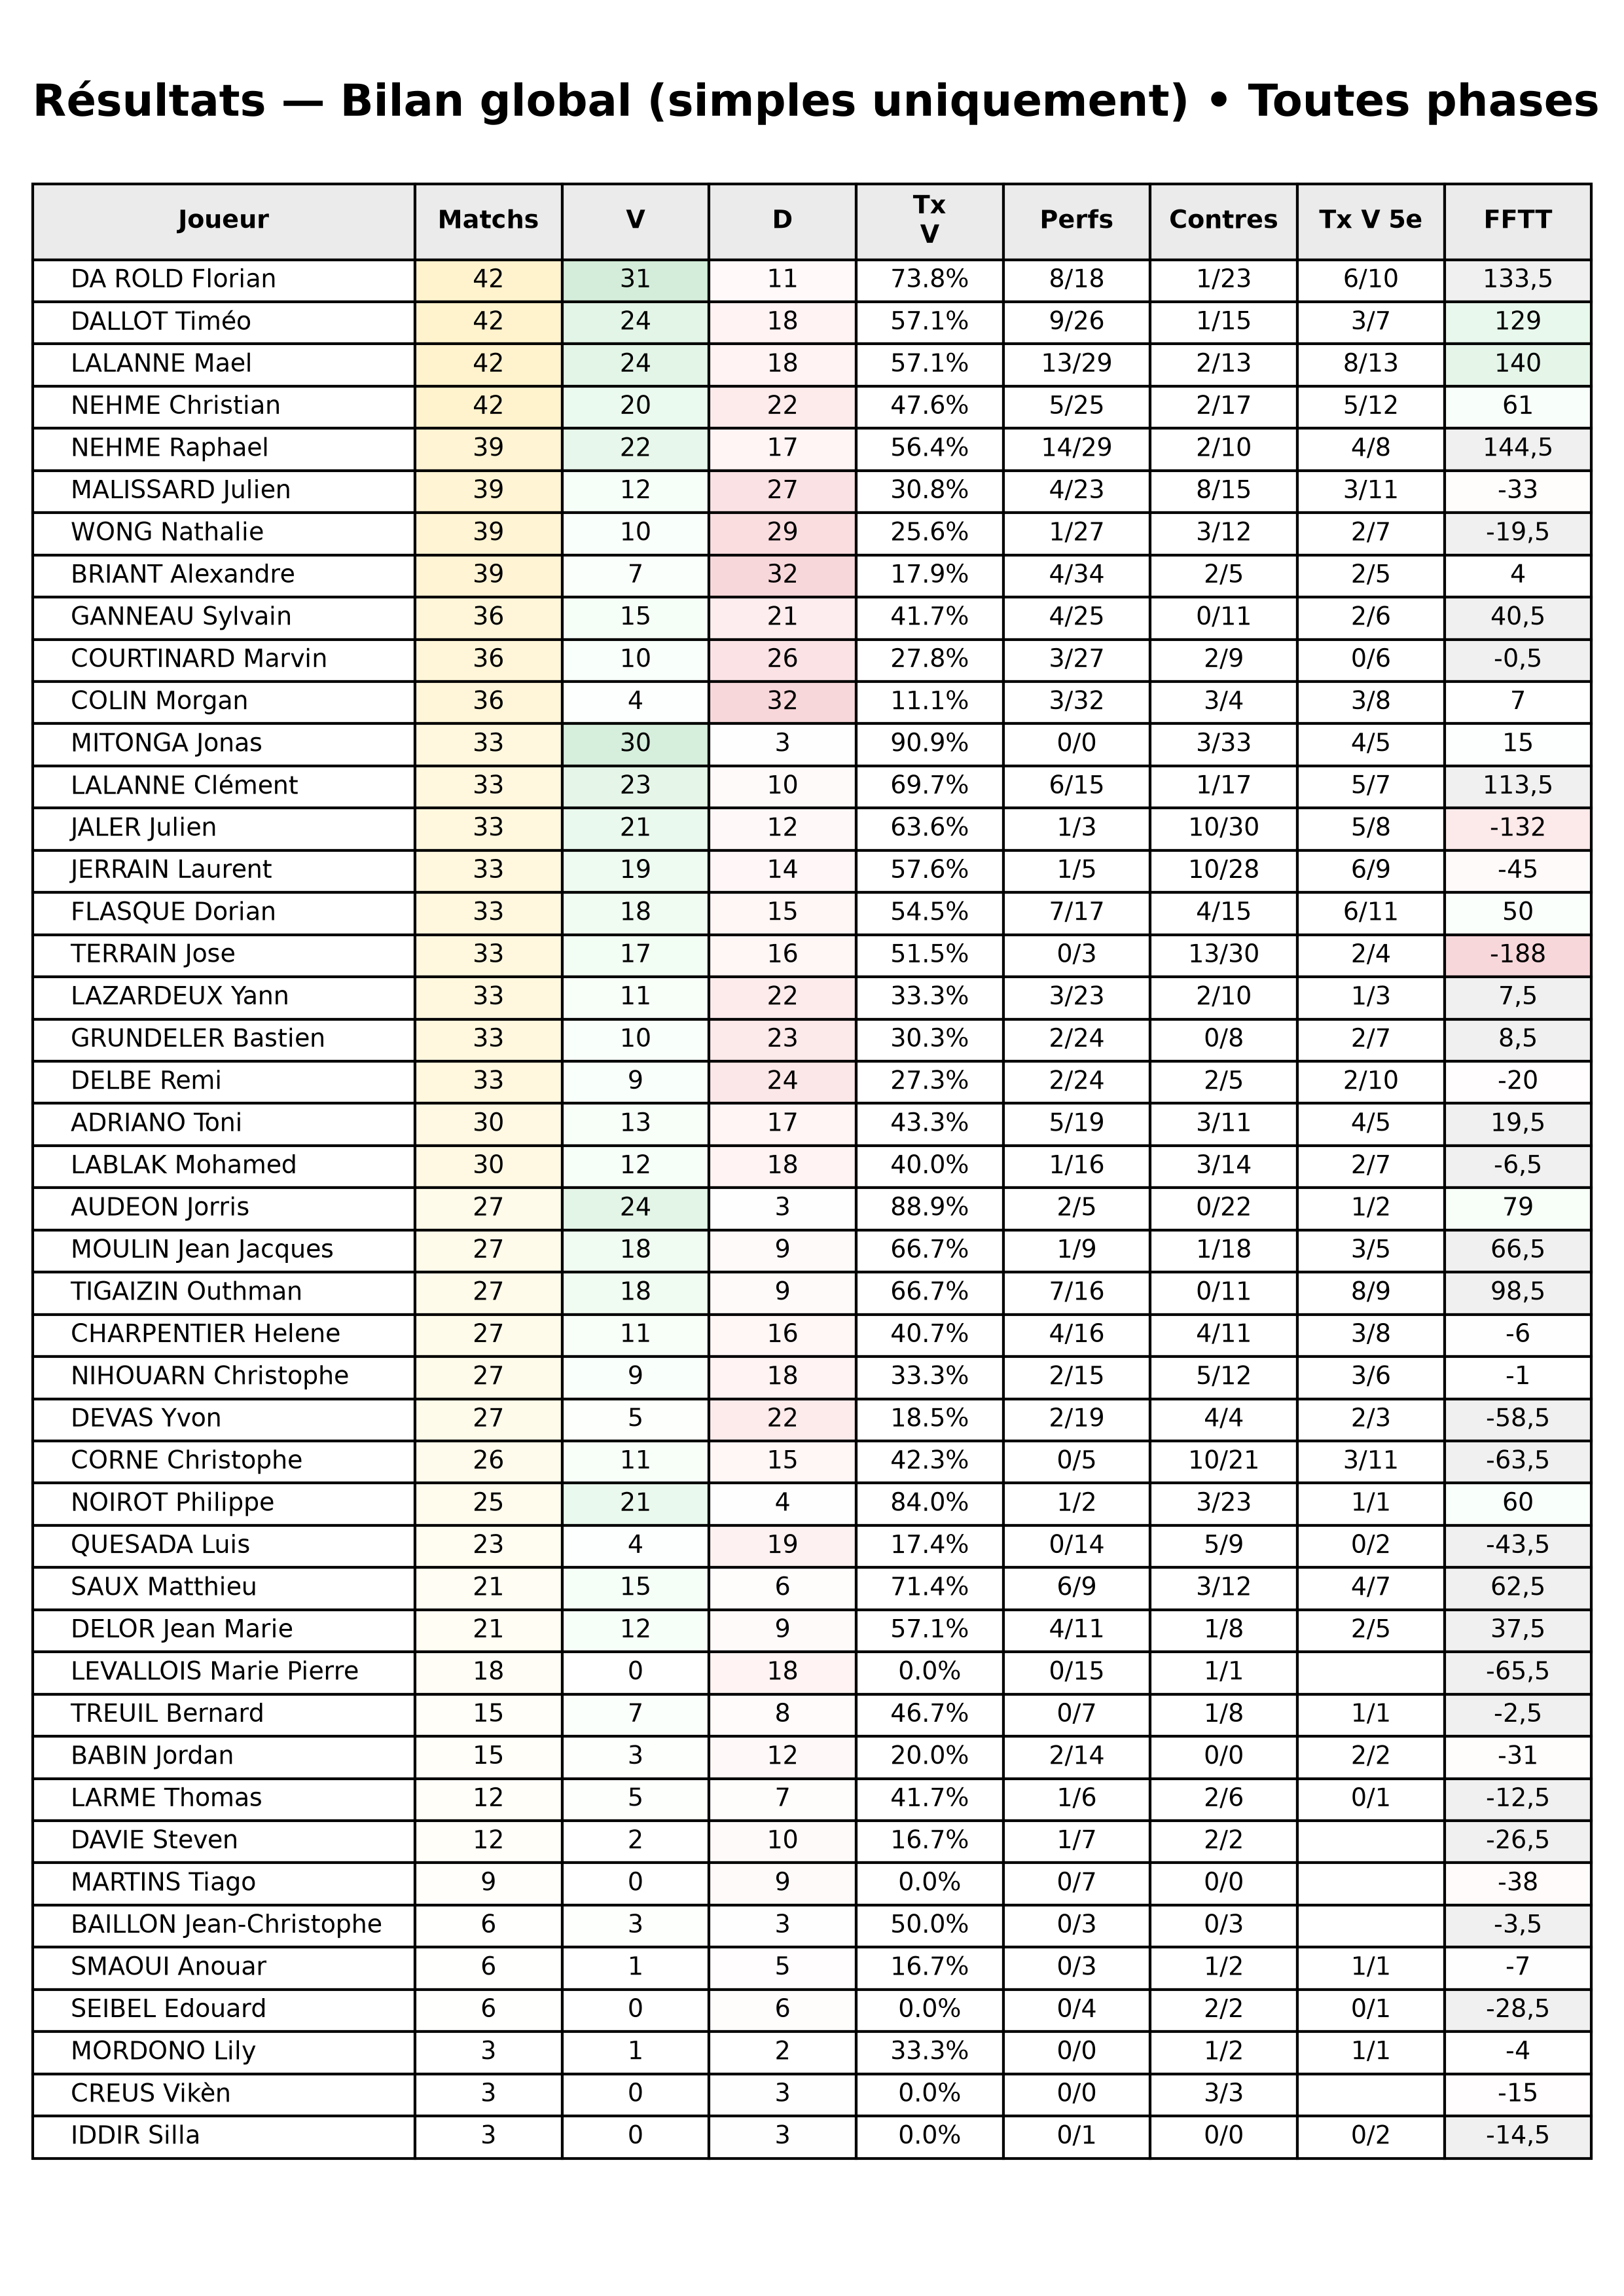 Résultats — Bilan global (simples uniquement) • Toutes phases
Joueur Matchs V D Tx V Perfs Contres Tx V 5e FFTT
DA ROLD Florian 42 31 11 73.8% 8/18 1/23 6/10 133,5
DALLOT Timéo 42 24 18 57.1% 9/26 1/15 3/7 129
LALANNE Mael 42 24 18 57.1% 13/29 2/13 8/13 140
NEHME Christian 42 20 22 47.6% 5/25 2/17 5/12 61
NEHME Raphael 39 22 17 56.4% 14/29 2/10 4/8 144,5
MALISSARD Julien 39 12 27 30.8% 4/23 8/15 3/11 -33
WONG Nathalie 39 10 29 25.6% 1/27 3/12 2/7 -19,5
BRIANT Alexandre 39 7 32 17.9% 4/34 2/5 2/5 4
GANNEAU Sylvain 36 15 21 41.7% 4/25 0/11 2/6 40,5
COURTINARD Marvin 36 10 26 27.8% 3/27 2/9 0/6 -0,5
COLIN Morgan 36 4 32 11.1% 3/32 3/4 3/8 7
MITONGA Jonas 33 30 3 90.9% 0/0 3/33 4/5 15
LALANNE Clément 33 23 10 69.7% 6/15 1/17 5/7 113,5
JALER Julien 33 21 12 63.6% 1/3 10/30 5/8 -132
JERRAIN Laurent 33 19 14 57.6% 1/5 10/28 6/9 -45
FLASQUE Dorian 33 18 15 54.5% 7/17 4/15 6/11 50
TERRAIN Jose 33 17 16 51.5% 0/3 13/30 2/4 -188
LAZARDEUX Yann 33 11 22 33.3% 3/23 2/10 1/3 7,5
GRUNDELER Bastien 33 10 23 30.3% 2/24 0/8 2/7 8,5
DELBE Remi 33 9 24 27.3% 2/24 2/5 2/10 -20
ADRIANO Toni 30 13 17 43.3% 5/19 3/11 4/5 19,5
LABLAK Mohamed 30 12 18 40.0% 1/16 3/14 2/7 -6,5
AUDEON Jorris 27 24 3 88.9% 2/5 0/22 1/2 79
MOULIN Jean Jacques 27 18 9 66.7% 1/9 1/18 3/5 66,5
TIGAIZIN Outhman 27 18 9 66.7% 7/16 0/11 8/9 98,5
CHARPENTIER Helene 27 11 16 40.7% 4/16 4/11 3/8 -6
NIHOUARN Christophe 27 9 18 33.3% 2/15 5/12 3/6 -1
DEVAS Yvon 27 5 22 18.5% 2/19 4/4 2/3 -58,5
CORNE Christophe 26 11 15 42.3% 0/5 10/21 3/11 -63,5
NOIROT Philippe 25 21 4 84.0% 1/2 3/23 1/1 60
QUESADA Luis 23 4 19 17.4% 0/14 5/9 0/2 -43,5
SAUX Matthieu 21 15 6 71.4% 6/9 3/12 4/7 62,5
DELOR Jean Marie 21 12 9 57.1% 4/11 1/8 2/5 37,5
LEVALLOIS Marie Pierre 18 0 18 0.0% 0/15 1/1 -65,5
TREUIL Bernard 15 7 8 46.7% 0/7 1/8 1/1 -2,5
BABIN Jordan 15 3 12 20.0% 2/14 0/0 2/2 -31
LARME Thomas 12 5 7 41.7% 1/6 2/6 0/1 -12,5
DAVIE Steven 12 2 10 16.7% 1/7 2/2 -26,5
MARTINS Tiago 9 0 9 0.0% 0/7 0/0 -38
BAILLON Jean-Christophe 6 3 3 50.0% 0/3 0/3 -3,5
SMAOUI Anouar 6 1 5 16.7% 0/3 1/2 1/1 -7
SEIBEL Edouard 6 0 6 0.0% 0/4 2/2 0/1 -28,5
MORDONO Lily 3 1 2 33.3% 0/0 1/2 1/1 -4
CREUS Vikèn 3 0 3 0.0% 0/0 3/3 -15
IDDIR Silla 3 0 3 0.0% 0/1 0/0 0/2 -14,5